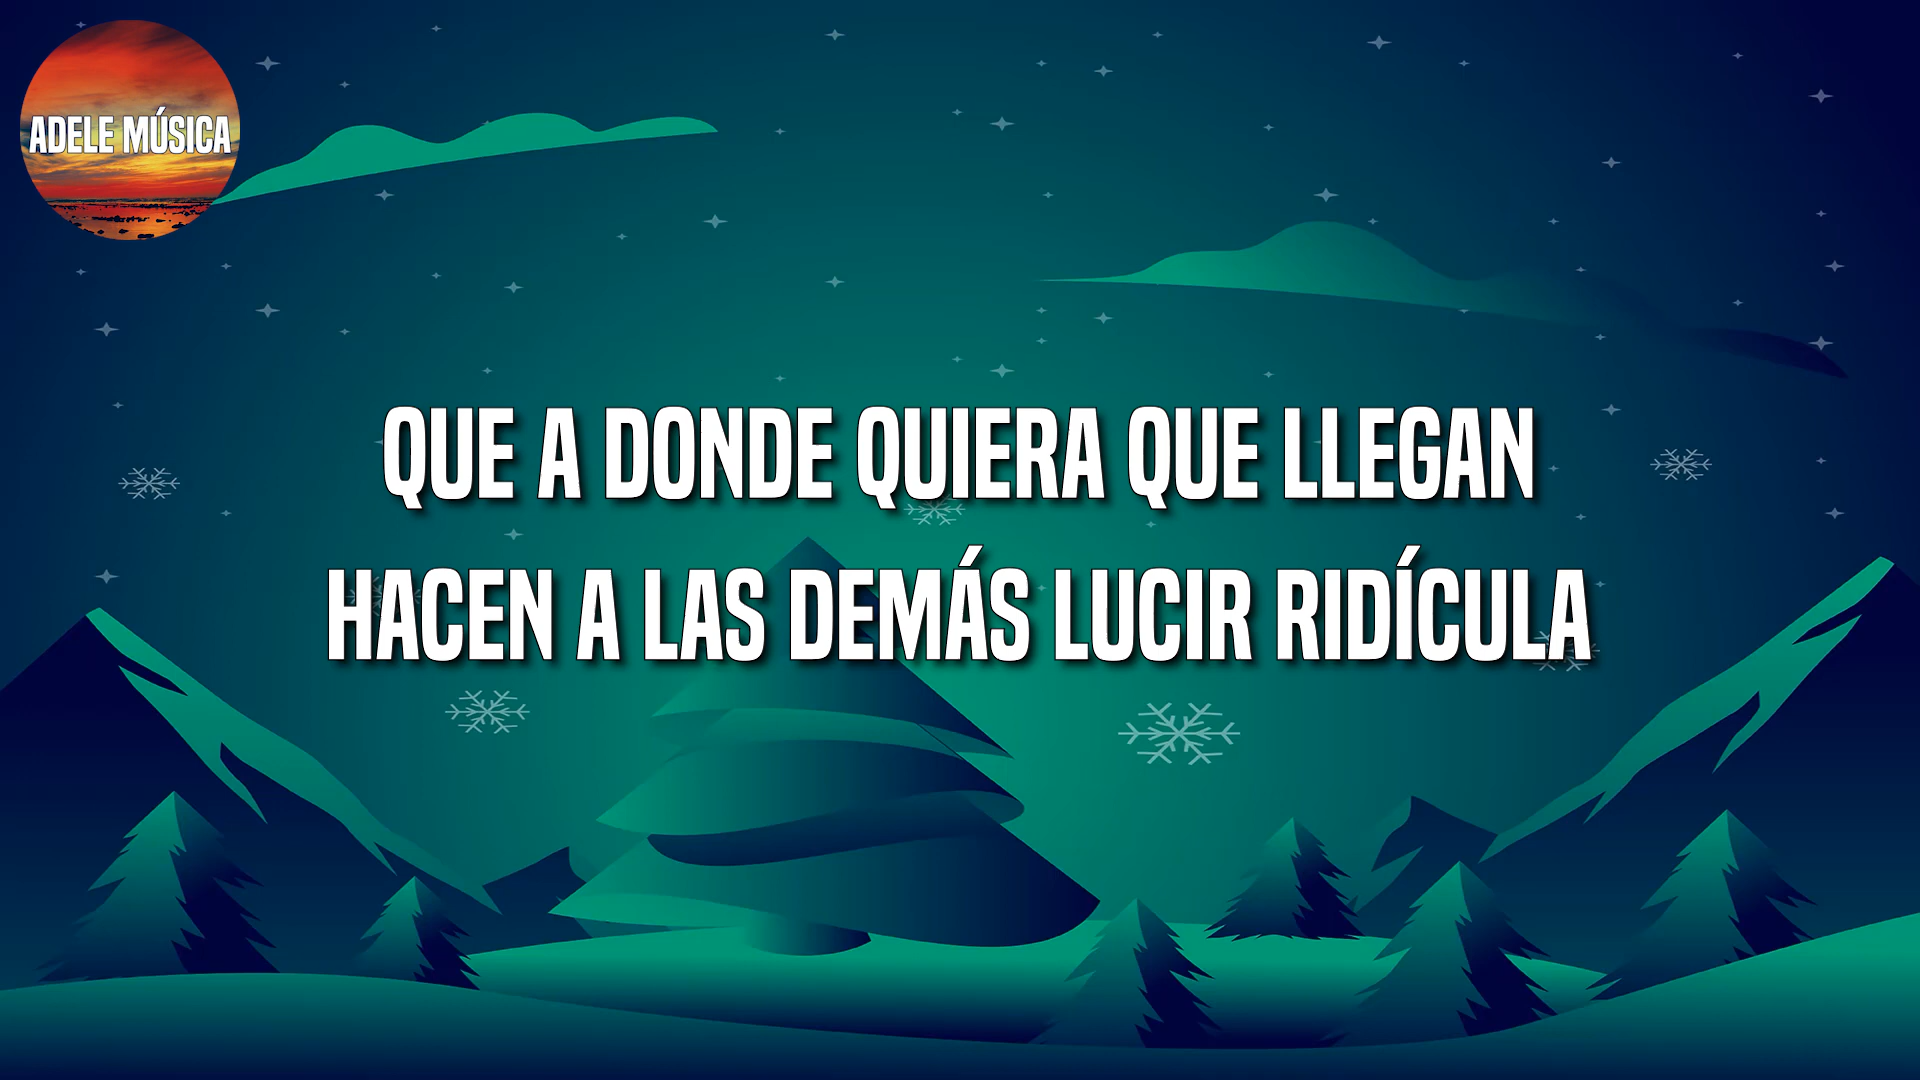 ADELE MÚSICA
QUE A DONDE QUIERA QUE LLEGAN
HACEN A LAS DEMÁS LUCIR RIDÍCULA